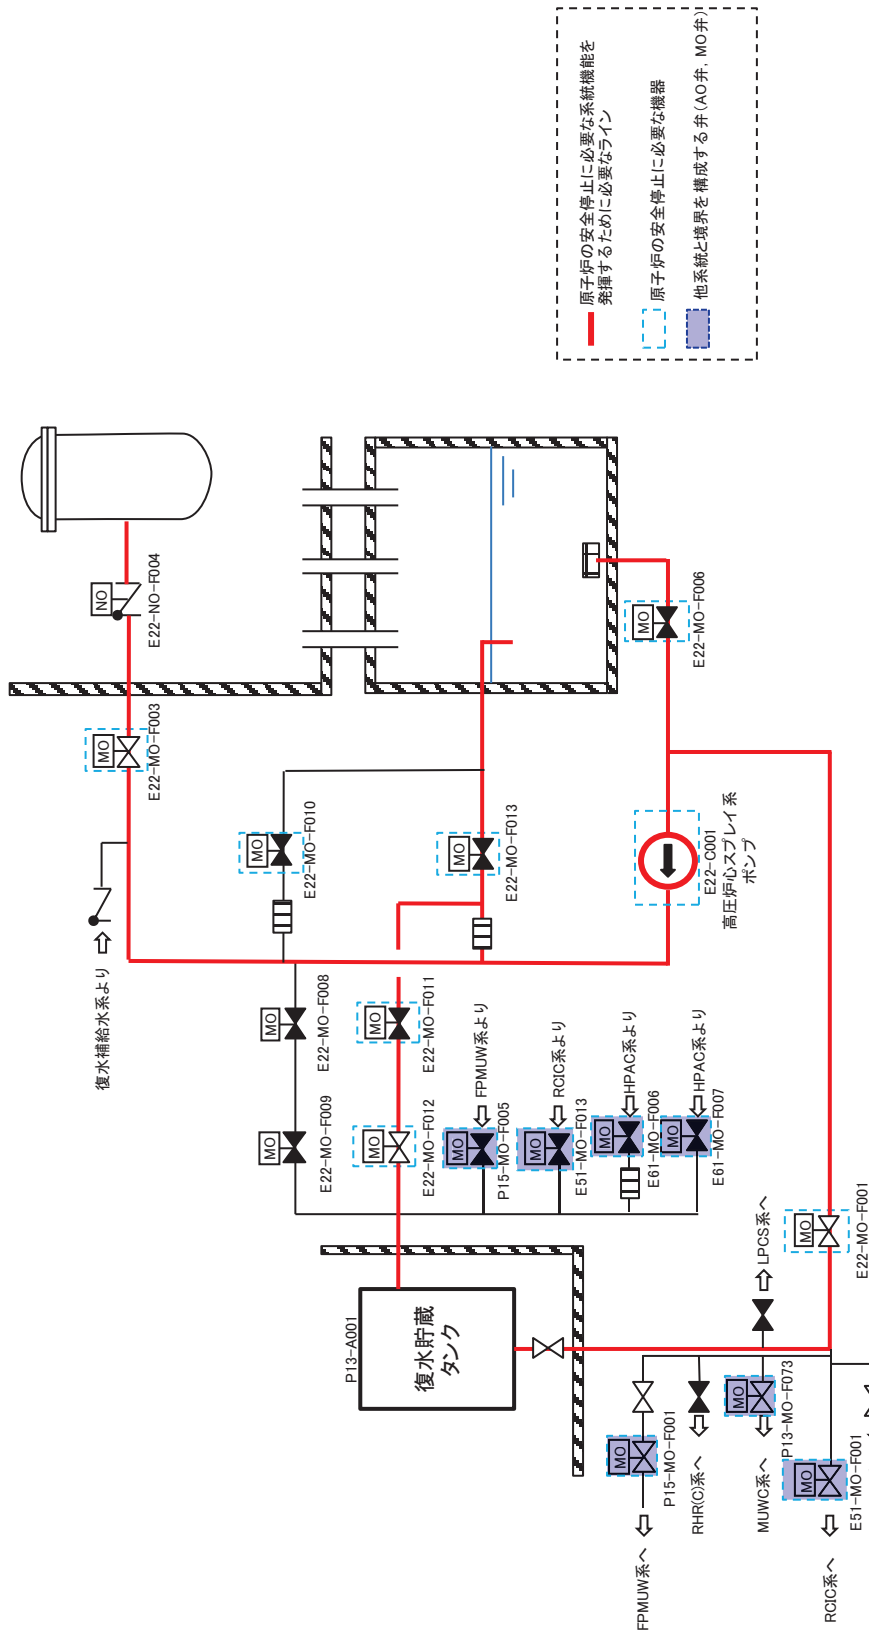 原子炉の安全停止に必要な系統機能を
発揮するために必要なライン
原子炉の安全停止に必要な機器
他系統と境界を構成する弁(AO弁, MO弁)
NO
E22-NO-F004
MO
E22-MO-F003
復水補給水系より
MO
E22-MO-F010
MO
E22-MO-F013
MO
E22-MO-F006
E22-C001
高圧炉心スプレイ系
ポンプ
MO
E22-MO-F008
MO
E22-MO-F009
MO
E22-MO-F011
MO
E22-MO-F012
FPMUW系より
MO
P15-MO-F005
RCIC系より
MO
E51-MO-F013
HPAC系より
MO
E61-MO-F006
HPAC系より
MO
E61-MO-F007
P13-A001
復水貯蔵
タンク
LPCS系へ
MO
E22-MO-F001
MO
P15-MO-F001
FPMUW系へ
RHR(C)系へ
MO
P13-MO-F073
MUWC系へ
MO
E51-MO-F001
RCIC系へ